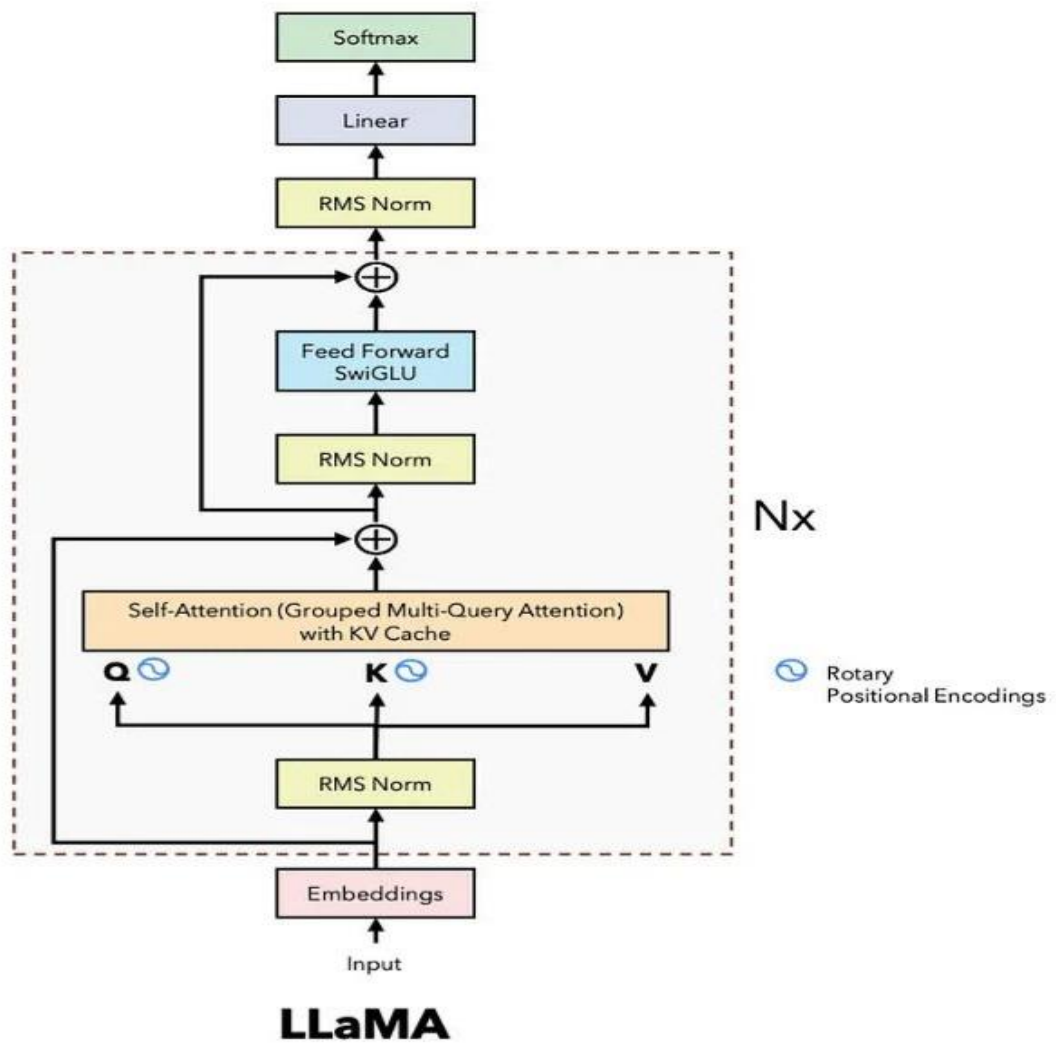 Softmax
Linear
RMS Norm
Feed Forward
SwiGLU
RMS Norm
Nx
Self-Attention (Grouped Multi-Query Attention)
with KV Cache
Q K V
Rotary
Positional Encodings
RMS Norm
Embeddings
Input
LLaMA